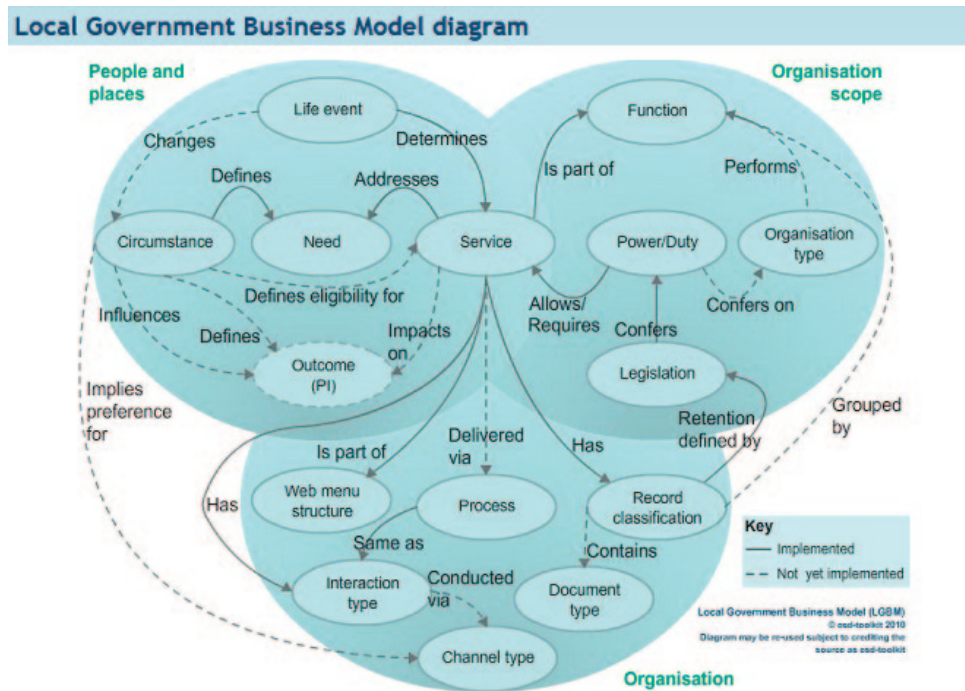 Local Government Business Model diagram
People and
places
Organisation
scope
Life event
Function
Changes
Determines
Is part of
Performs
Defines
Addresses
Circumstance
Need
Service
Power/Duty
Organisation
type
Defines eligibility for
Influences
Defines
Impacts
on
Allows/
Requires
Confers
Confers on
Outcome
(PI)
Legislation
Implies
preference
for
Retention
defined by
Grouped
by
Is part of
Delivered
via
Has
Has
Web menu
structure
Process
Record
classification
Same as
Contains
Interaction
type
Conducted
via
Document
type
Channel type
Key
Implemented
Not yet implemented
Local Government Business Model (LGBM)
© esd-toolkit 2010
Diagram may be re-used subject to crediting the
source as esd-toolkit
Organisation